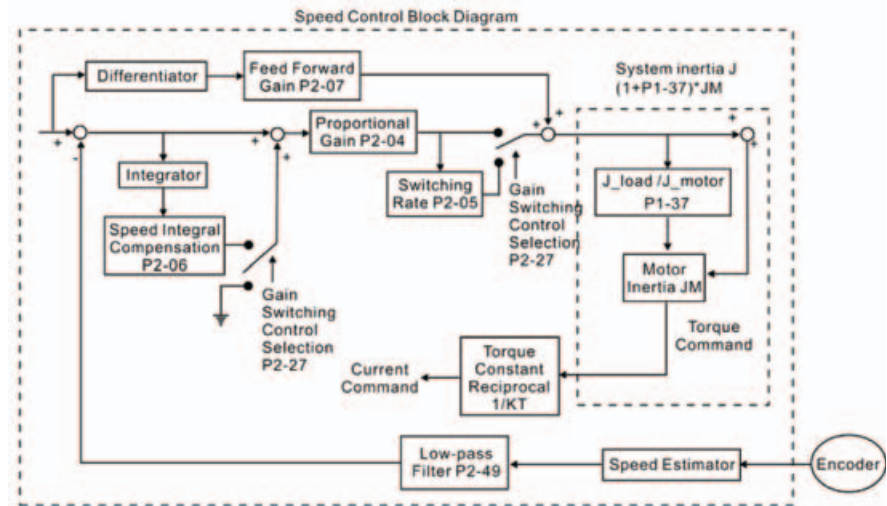 Speed Control Block Diagram
Differentiator
Feed Forward
Gain P2-07
System inertia J
(1+P1-37)*JM
+
+
-
+
+
Proportional
Gain P2-04
+
+
+
+
Integrator
Switching
Rate P2-05
Gain
Switching
Control
Selection
P2-27
J_load /J_motor
P1-37
Speed Integral
Compensation
P2-06
Motor
Inertia JM
Gain
Switching
Control
Selection
P2-27
Torque
Command
Current
Command
Torque
Constant
Reciprocal
1/KT
Low-pass
Filter P2-49
Speed Estimator
Encoder